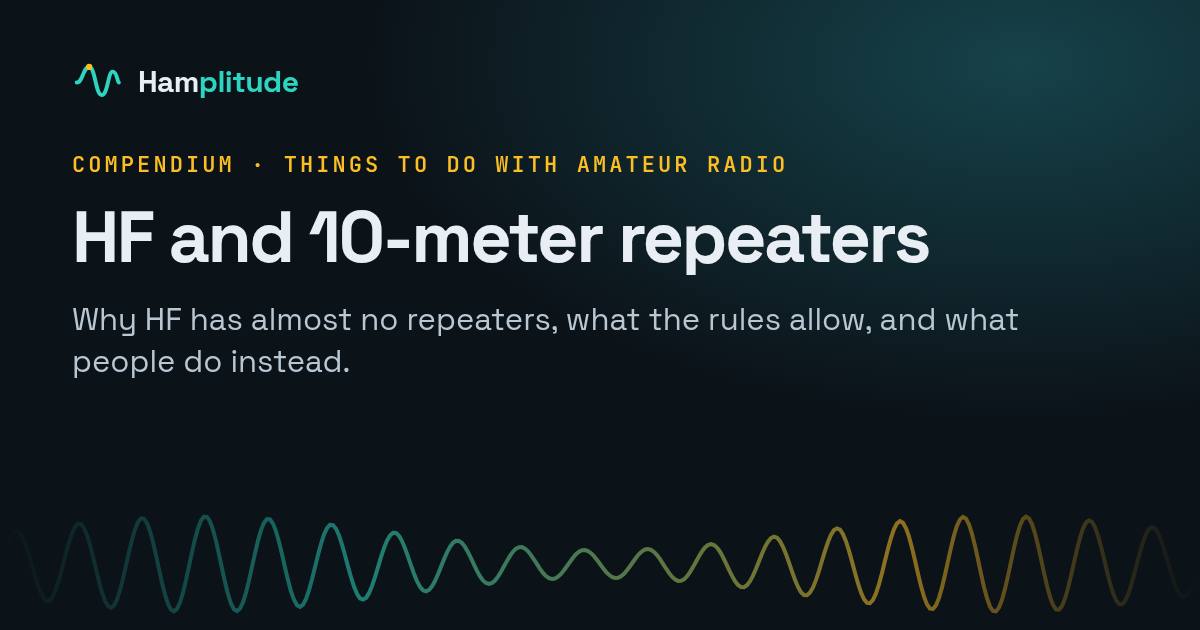 Hamplitude
COMPENDIUM · THINGS TO DO WITH AMATEUR RADIO
HF and 10-meter repeaters
Why HF has almost no repeaters, what the rules allow, and what
people do instead.